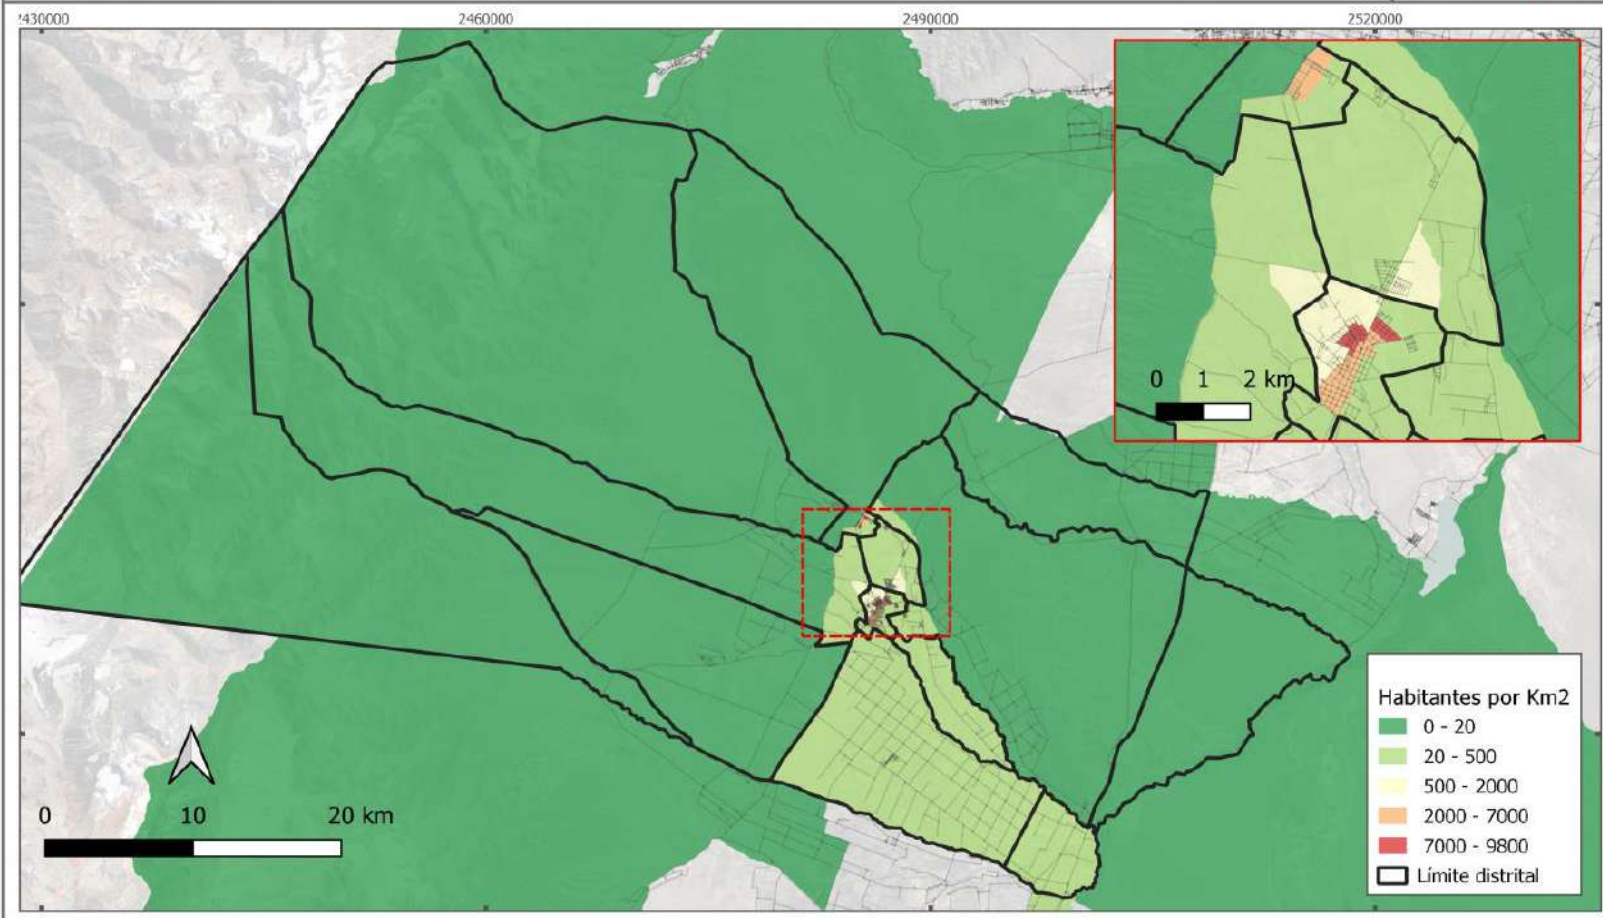 2430000
2460000
2490000
2520000
0 1 2 km
Habitantes por Km2
0 - 20
20 - 500
500 - 2000
2000 - 7000
7000 - 9800
Límite distrital
0 10 20 km